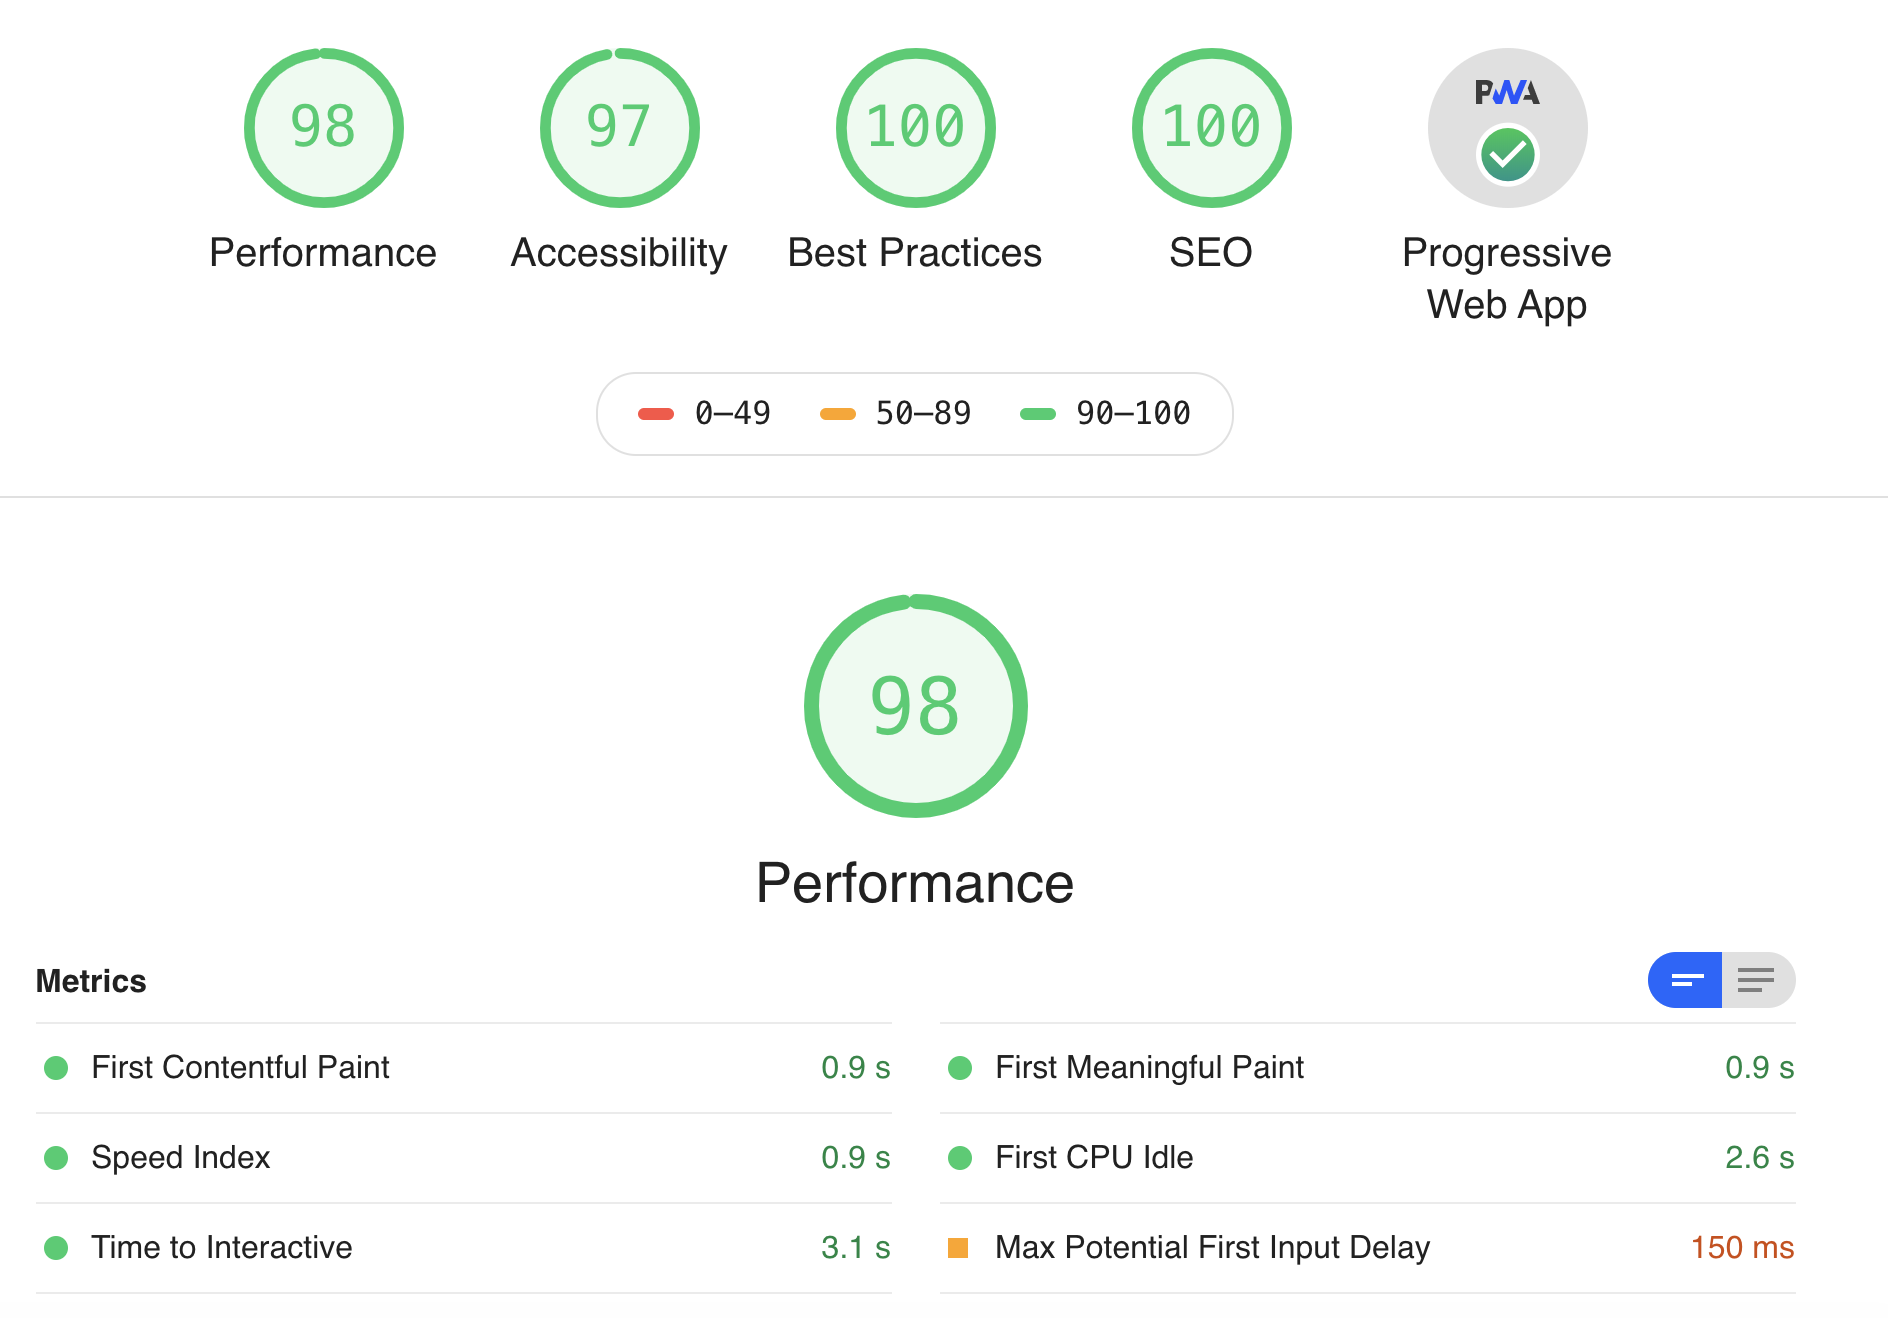 98
97
100
100
PWA
Performance
Accessibility
Best Practices
SEO
Progressive
Web App
0–49
50–89
90–100
98
Performance
Metrics
First Contentful Paint 0.9 s
First Meaningful Paint 0.9 s
Speed Index 0.9 s
First CPU Idle 2.6 s
Time to Interactive 3.1 s
Max Potential First Input Delay 150 ms